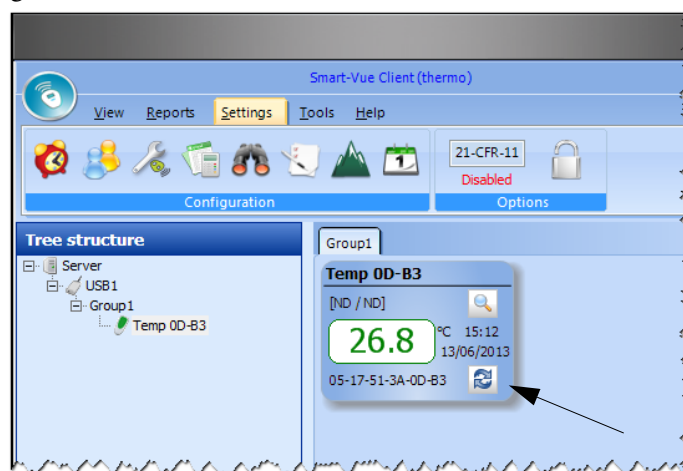 Smart-Vue Client (thermo)
View Reports Settings Tools Help
1
21-CFR-11
Disabled
Configuration
Options
Tree structure
Server
USB1
Group1
Temp 0D-B3
Group1
Temp 0D-B3
[ND / ND]
26.8 °C 15:12
13/06/2013
05-17-51-3A-0D-B3